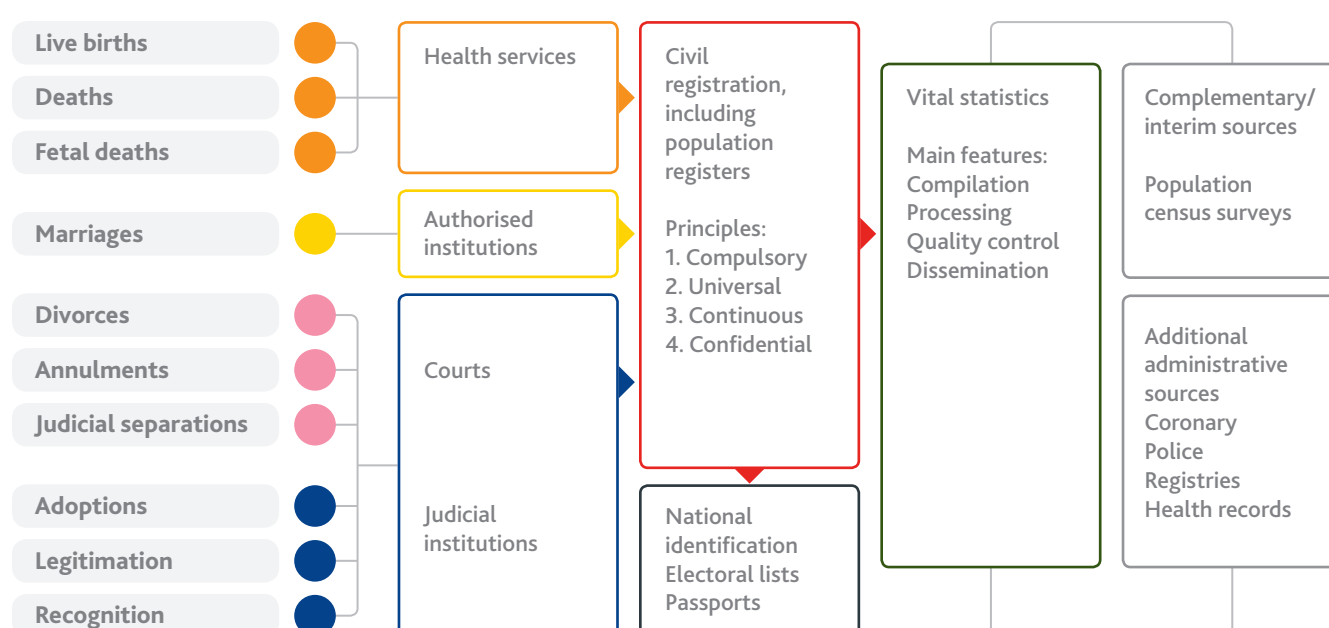 Live births
Deaths
Fetal deaths
Marriages
Divorces
Annulments
Judicial separations
Adoptions
Legitimation
Recognition
Health services
Authorised
institutions
Courts
Judicial
institutions
Civil
registration,
including
population
registers
Principles:
1. Compulsory
2. Universal
3. Continuous
4. Confidential
National
identification
Electoral lists
Passports
Vital statistics
Main features:
Compilation
Processing
Quality control
Dissemination
Complementary/
interim sources
Population
census surveys
Additional
administrative
sources
Coronary
Police
Registries
Health records